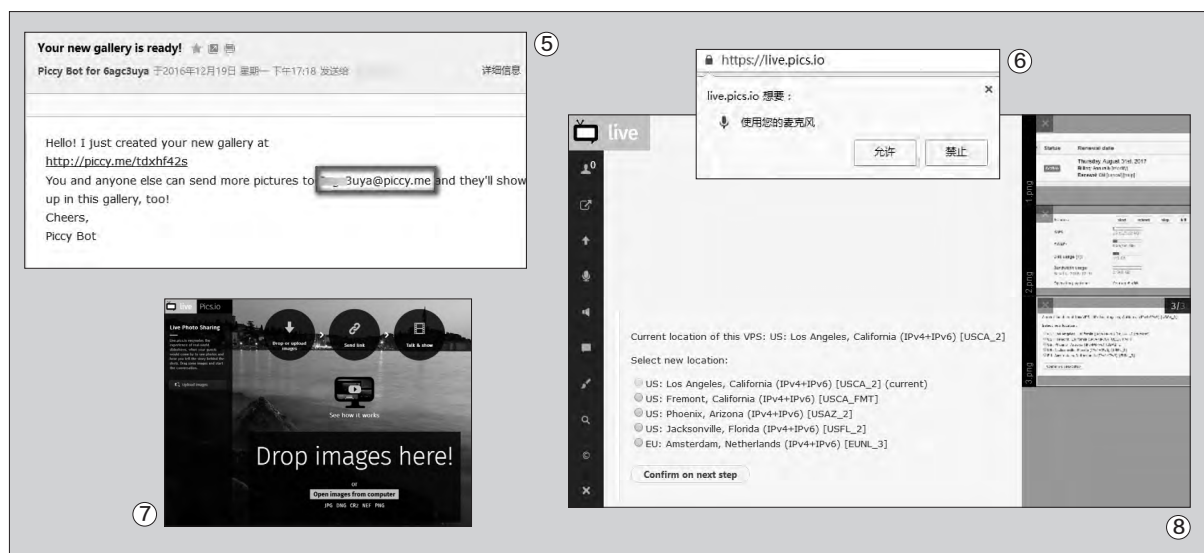 Your new gallery is ready!
Piccy Bot for 6agc3uya 于2016年12月19日 星期一 下午17:18 发送给
详细信息
Hello! I just created your new gallery at
http://piccy.me/tdxhf42s
You and anyone else can send more pictures to 3uya@piccy.me and they'll show
up in this gallery, too!
Cheers,
Piccy Bot
⑤
https://live.pics.io
live.pics.io 想要：
使用您的麦克风
允许 禁止
⑥
live Pics.io
Live Photo Sharing
Upload images
Drop or upload
images
Send link
Talk & show
See how it works
Drop images here!
or
Open images from computer
JPG DNG CR2 NEF PNG
⑦
live
0
Current location of this VPS: US: Los Angeles, California (IPv4+IPv6) [USCA_2]
Select new location:
US: Los Angeles, California (IPv4+IPv6) [USCA_2] (current)
US: Fremont, California (IPv4+IPv6) [USCA_FMT]
US: Phoenix, Arizona (IPv4+IPv6) [USAZ_2]
US: Jacksonville, Florida (IPv4+IPv6) [USFL_2]
EU: Amsterdam, Netherlands (IPv4+IPv6) [EUNL_3]
Confirm on next step
Status Renewal date
Thursday, August 31st, 2017
1.png
2.png
3/3
3.png
⑧